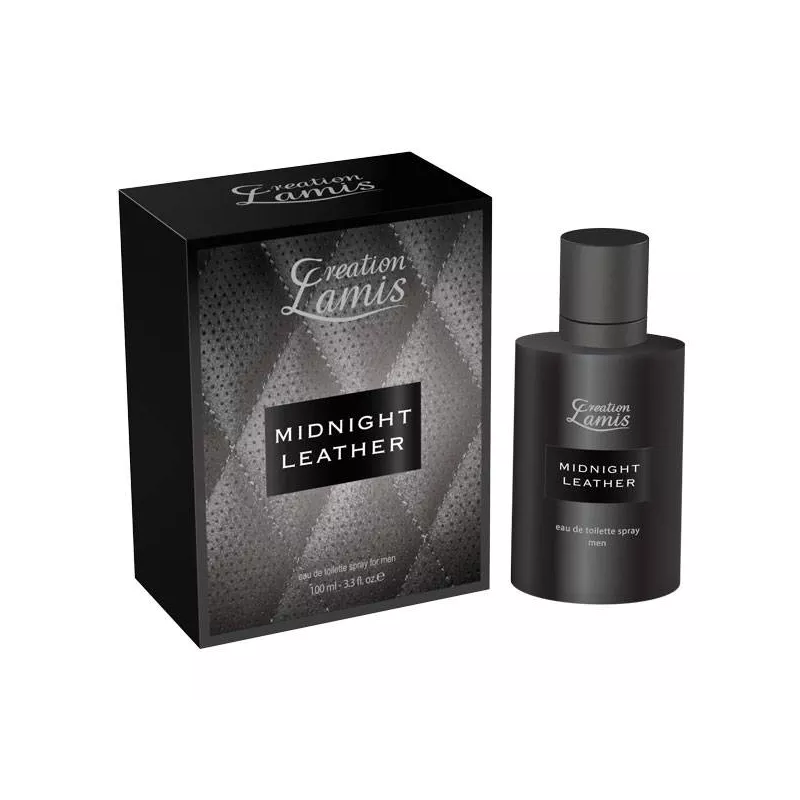 Creation
Lamis
Creation
Lamis
MIDNIGHT
LEATHER
eau de toilette spray for men
100 ml - 3.3 fl. oz.e
Creation
Lamis
MIDNIGHT
LEATHER
eau de toilette spray
men